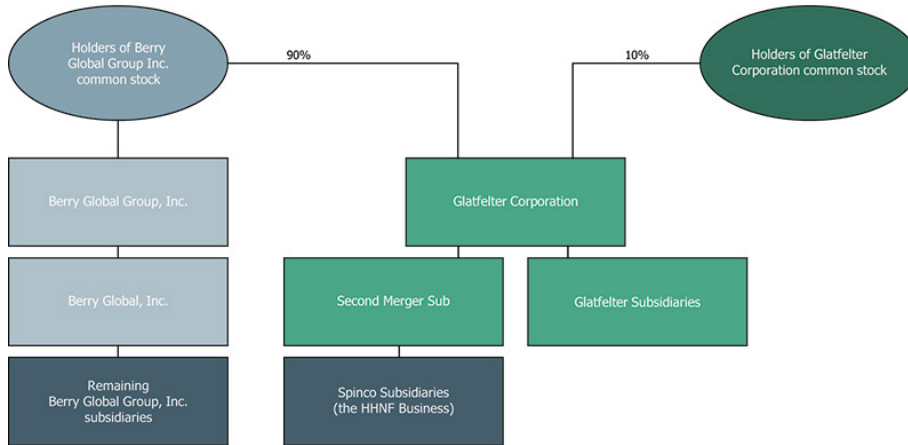 Holders of Berry
Global Group Inc.
common stock
90%
10%
Holders of Glatfelter
Corporation common stock
Berry Global Group, Inc.
Glatfelter Corporation
Berry Global, Inc.
Second Merger Sub
Glatfelter Subsidiaries
Remaining
Berry Global Group, Inc.
subsidiaries
Spinco Subsidiaries
(the HHNF Business)